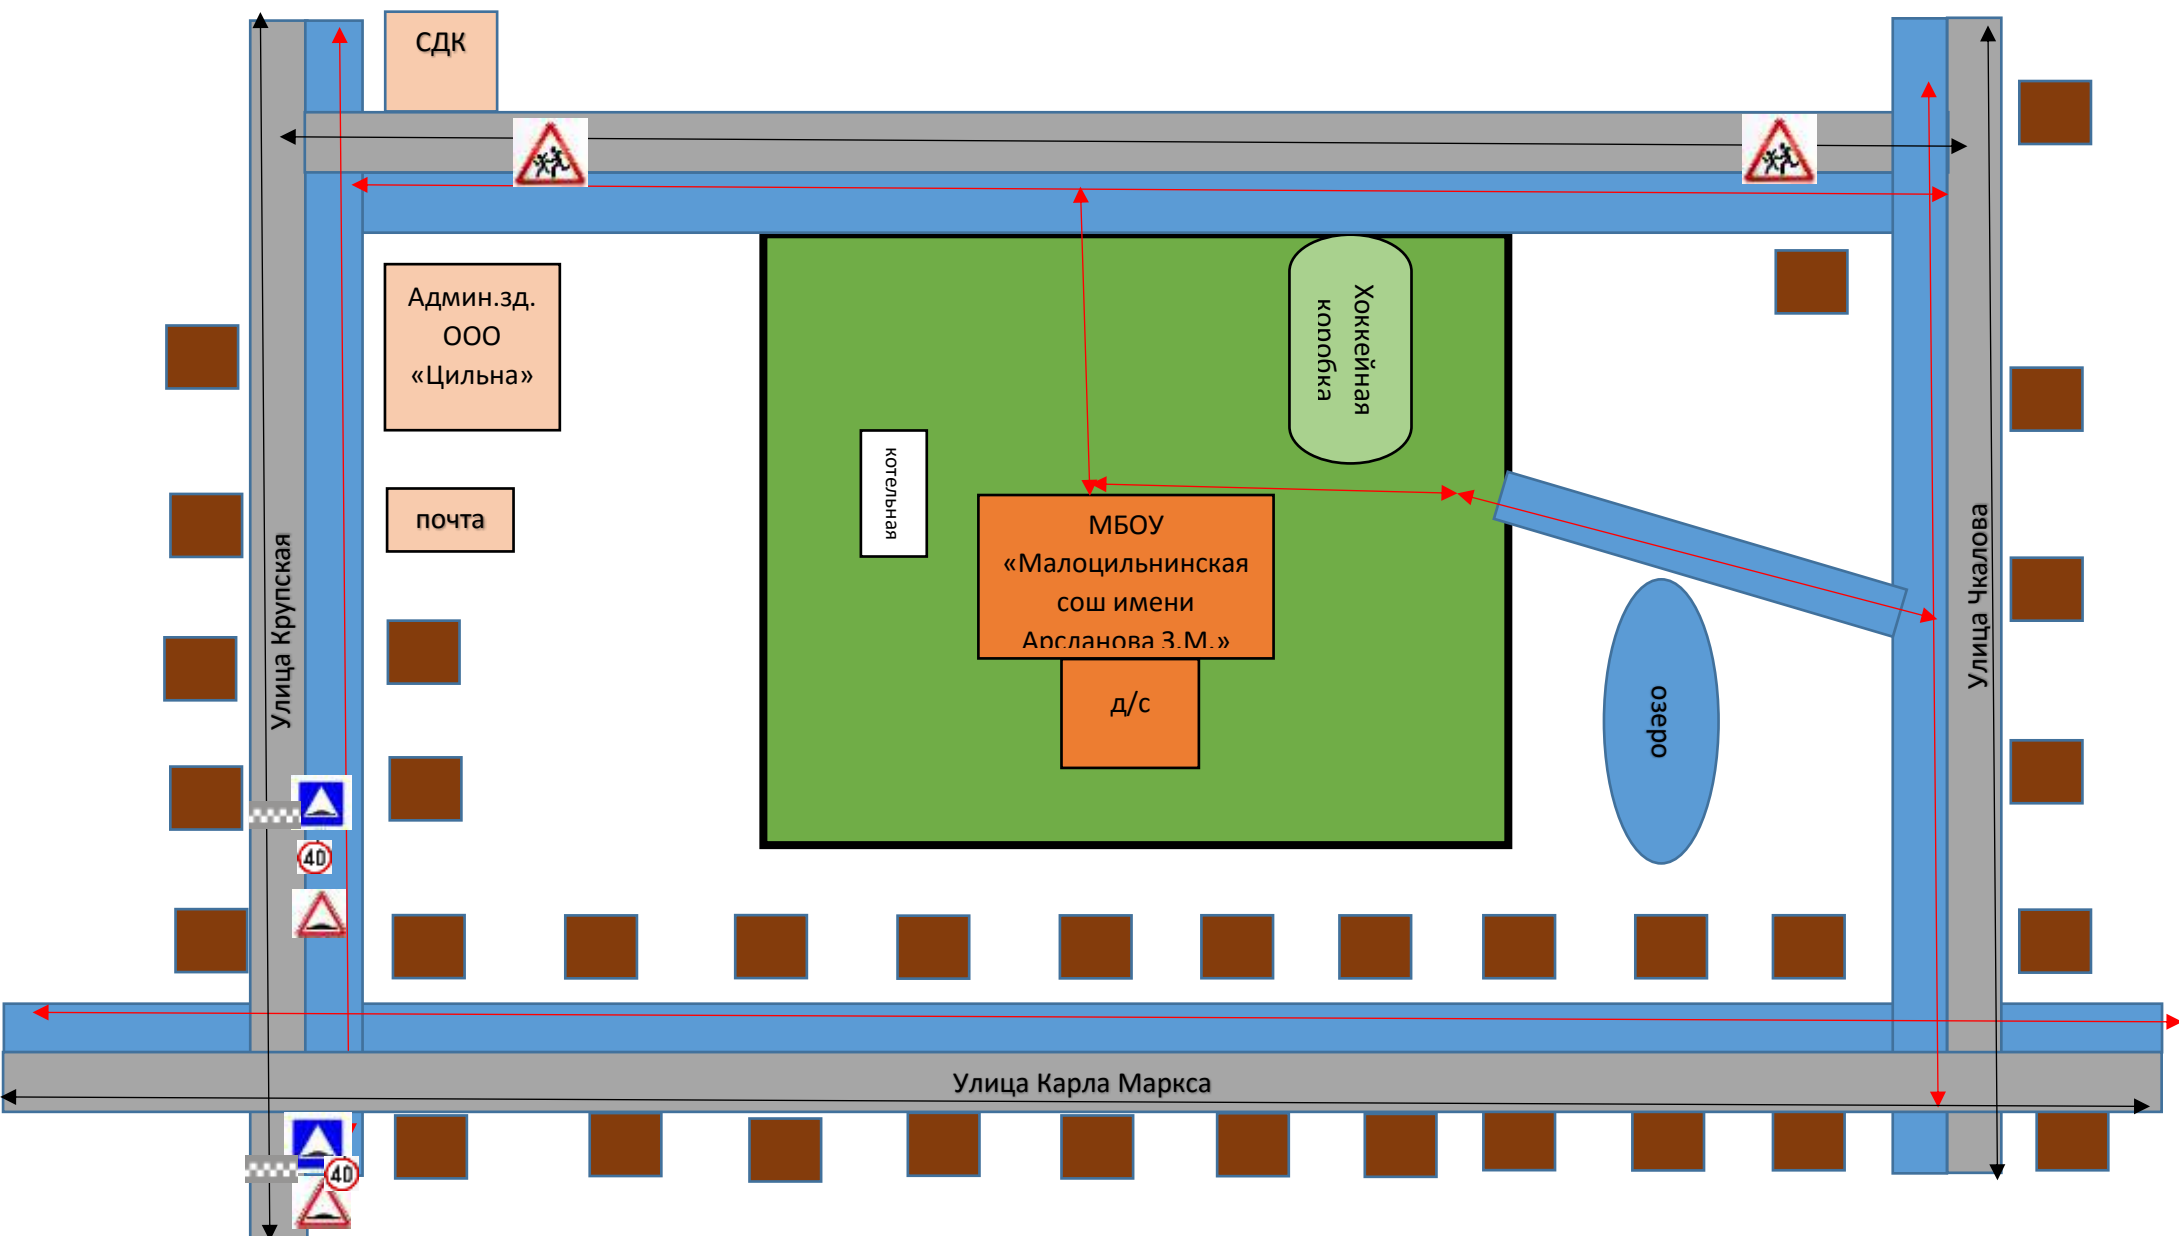 СДК
Админ.зд.
ООО
«Цильна»
почта
Хоккейная
коробка
котельная
МБОУ
«Малоцильнинская
сош имени
Арсланова З.М.»
д/с
озеро
Улица Крупская
Улица Чкалова
40
Улица Карла Маркса
40